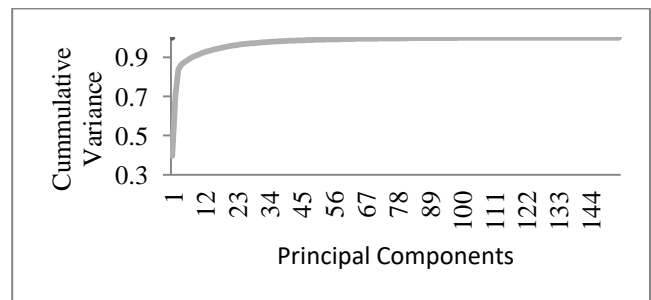 Cummulative
Variance
0.9
0.7
0.5
0.3
1 12 23 34 45 56 67 78 89 100 111 122 133 144
Principal Components